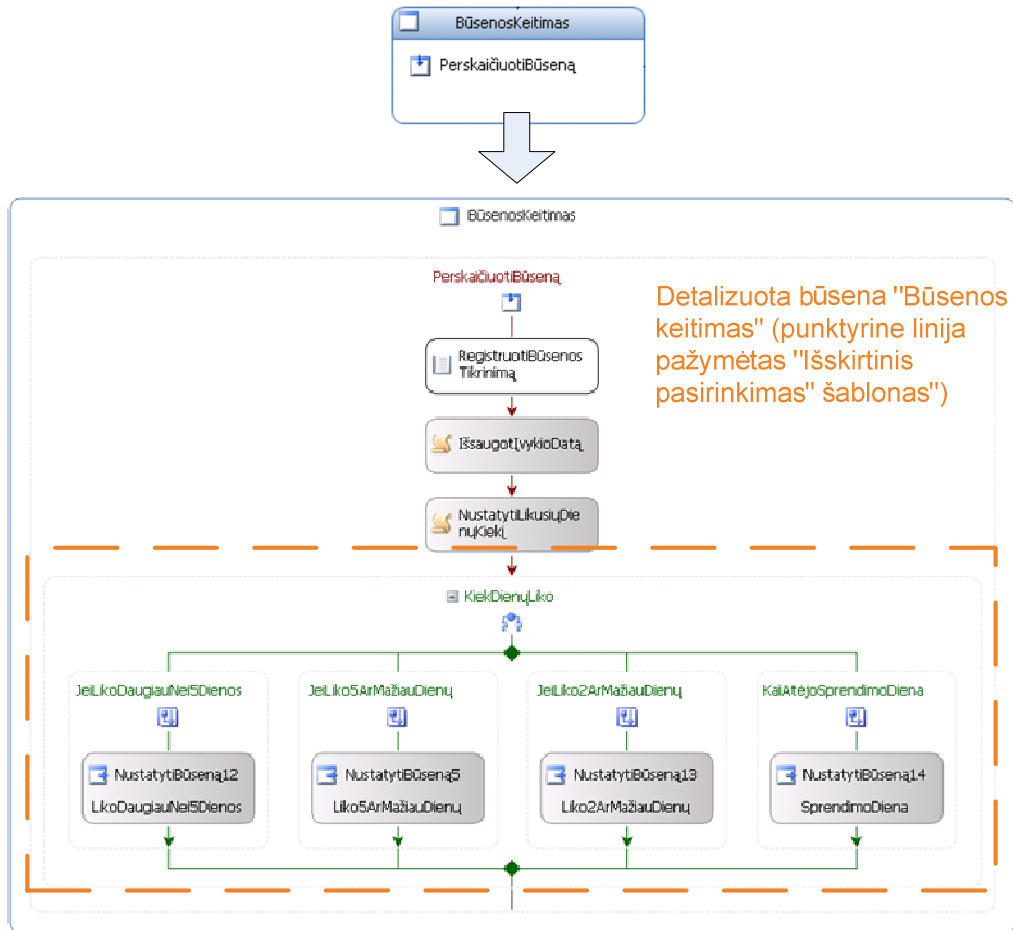 BūsenosKeitimas
PerskaičiuotiBūseną
BūsenosKeitimas
PerskaičiuotiBūseną
Detalizuota būsena "Būsenos
keitimas" (punktyrine linija
pažymėtas "Išskirtinis
pasirinkimas" šablonas")
RegistruotiBūsenos
Tikrinimą
IšsaugotĮvykioDatą
NustatytiLikusiųDie
nųKiekį
KiekDienųLiko
JeiLikoDaugiauNei5Dienos
JeiLiko5ArMažiauDienų
JeiLiko2ArMažiauDienų
KaiAtėjoSprendimoDiena
NustatytiBūseną12
NustatytiBūseną5
NustatytiBūseną13
NustatytiBūseną14
LikoDaugiauNei5Dienos
Liko5ArMažiauDienų
Liko2ArMažiauDienų
SprendimoDiena